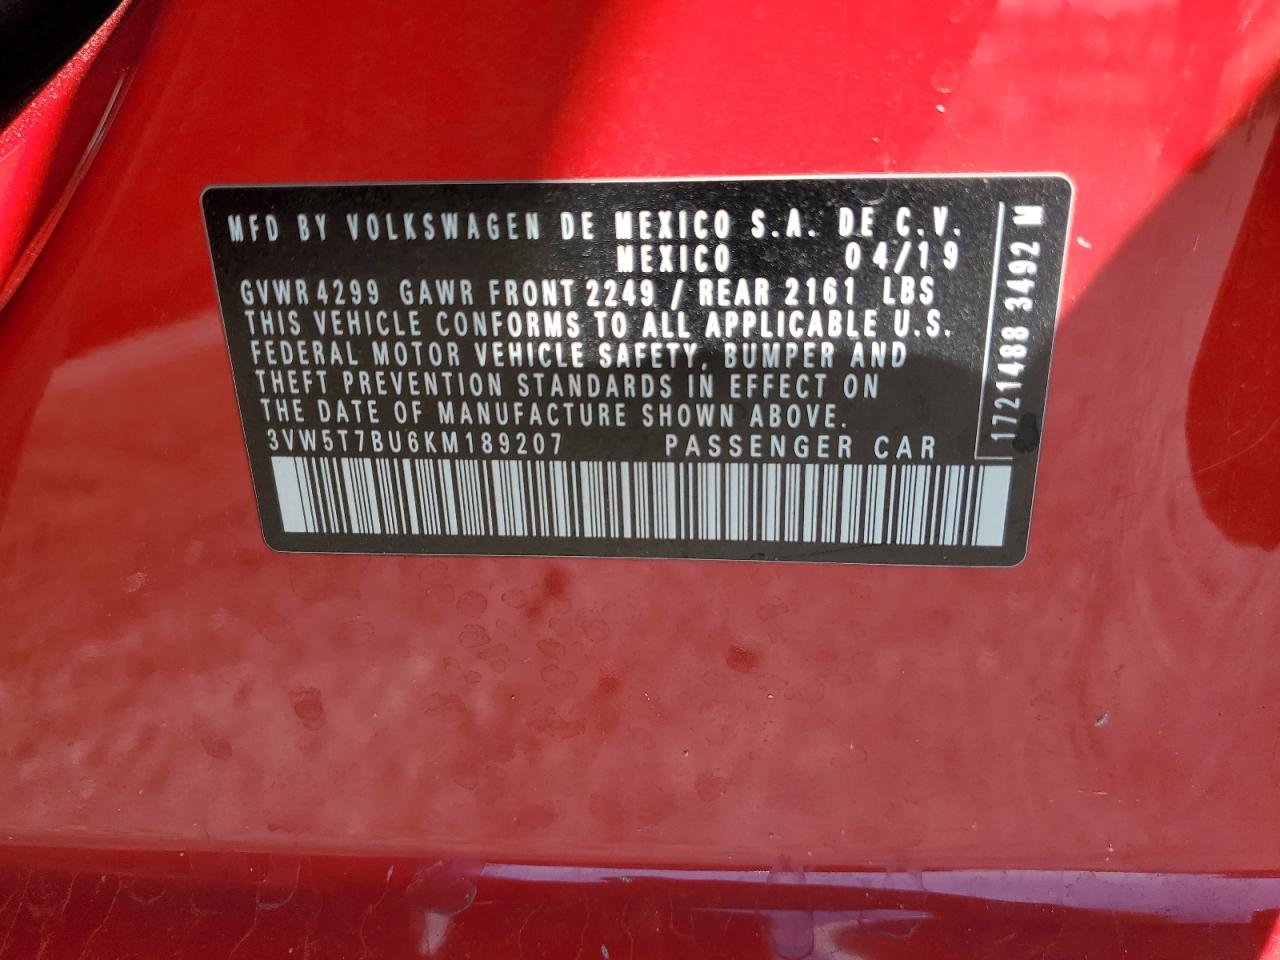 MFD BY VOLKSWAGEN DE MEXICO S.A. DE C.V.
MEXICO 04/19
GVWR 4299 GAWR FRONT 2249 / REAR 2161 LBS
THIS VEHICLE CONFORMS TO ALL APPLICABLE U.S.
FEDERAL MOTOR VEHICLE SAFETY, BUMPER AND
THEFT PREVENTION STANDARDS IN EFFECT ON
THE DATE OF MANUFACTURE SHOWN ABOVE.
3VW5T7BU6KM189207 PASSENGER CAR
1721488 3492 M